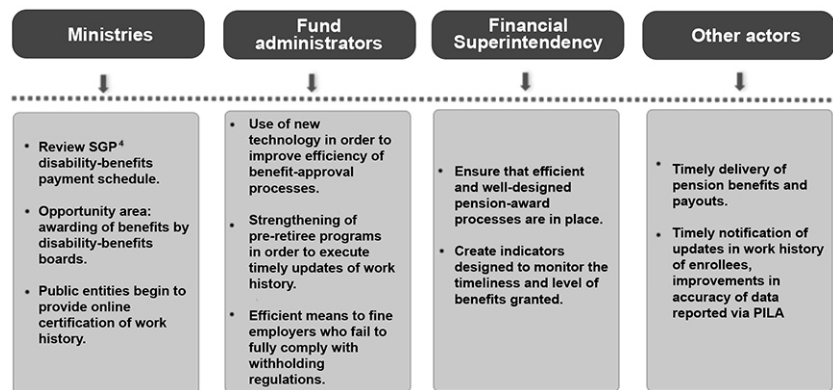 Ministries
Fund
administrators
Financial
Superintendency
Other actors
• Review SGP⁴
disability-benefits
payment schedule.
• Opportunity area:
awarding of benefits by
disability-benefits
boards.
• Public entities begin to
provide online
certification of work
history.
• Use of new
technology in order to
improve efficiency of
benefit-approval
processes.
• Strengthening of
pre-retiree programs
in order to execute
timely updates of work
history.
• Efficient means to fine
employers who fail to
fully comply with
withholding
regulations.
• Ensure that efficient
and well-designed
pension-award
processes are in place.
• Create indicators
designed to monitor the
timeliness and level of
benefits granted.
• Timely delivery of
pension benefits and
payouts.
• Timely notification of
updates in work history
of enrollees,
improvements in
accuracy of data
reported via PILA